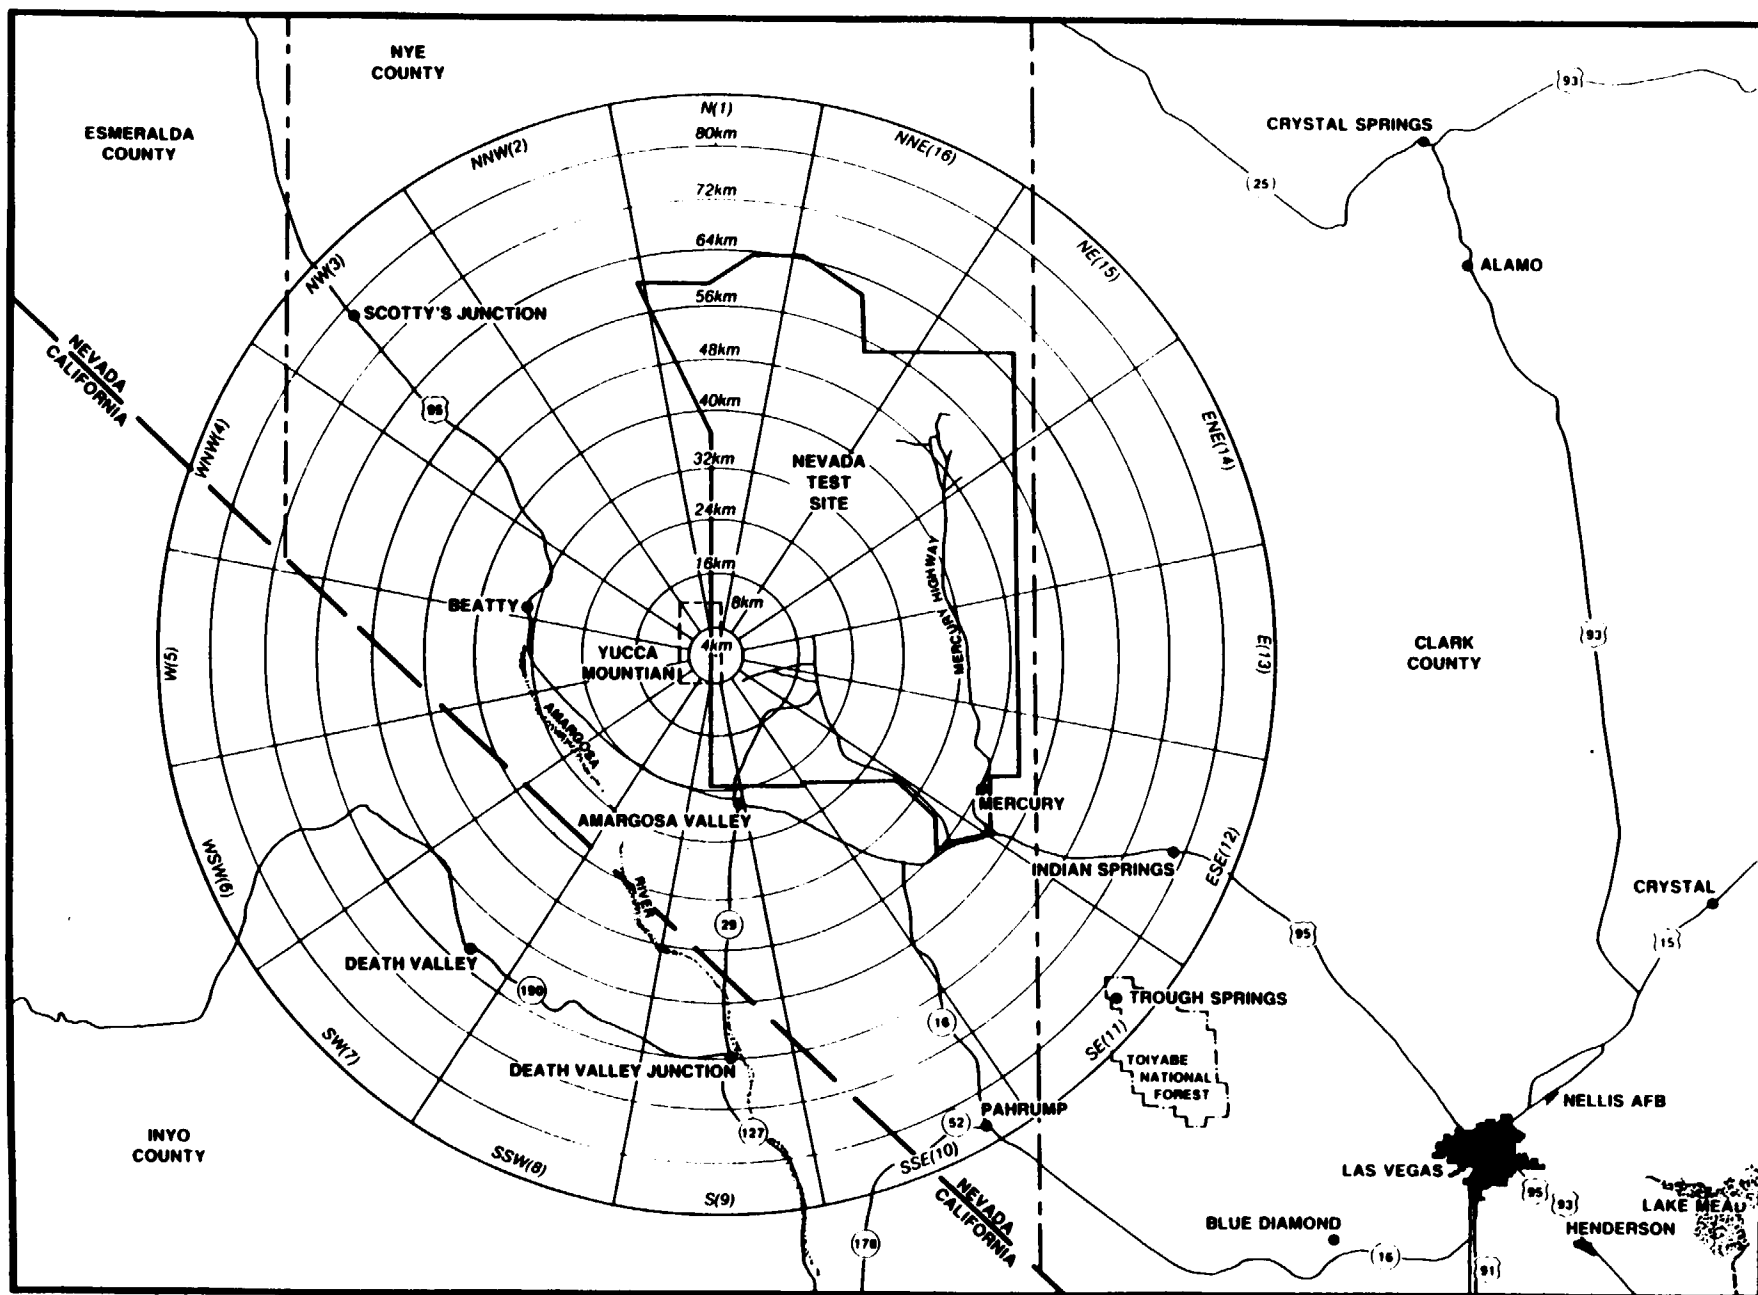 NYE
COUNTY
ESMERALDA
COUNTY
N(1)
NNW(2)
NNE(16)
80km
72km
64km
56km
48km
40km
32km
24km
16km
8km
4km
93
CRYSTAL SPRINGS
25
NE(15)
ALAMO
NW(3)
SCOTTY'S JUNCTION
NEVADA
CALIFORNIA
95
WNW(4)
ENE(14)
NEVADA
TEST
SITE
MERCURY HIGHWAY
BEATTY
YUCCA
MOUNTIAN
W(5)
E(13)
93
CLARK
COUNTY
AMARGOSA
AMARGOSA VALLEY
MERCURY
INDIAN SPRINGS
ESE(12)
WSW(6)
RIVER
29
CRYSTAL
95
15
DEATH VALLEY
190
TROUGH SPRINGS
16
SE(11)
SW(7)
TOIYABE
NATIONAL
FOREST
DEATH VALLEY JUNCTION
PAHRUMP
52
NELLIS AFB
127
INYO
COUNTY
SSW(8)
SSE(10)
S(9)
LAS VEGAS
NEVADA
CALIFORNIA
95
93
LAKE MEAD
BLUE DIAMOND
HENDERSON
178
16
91